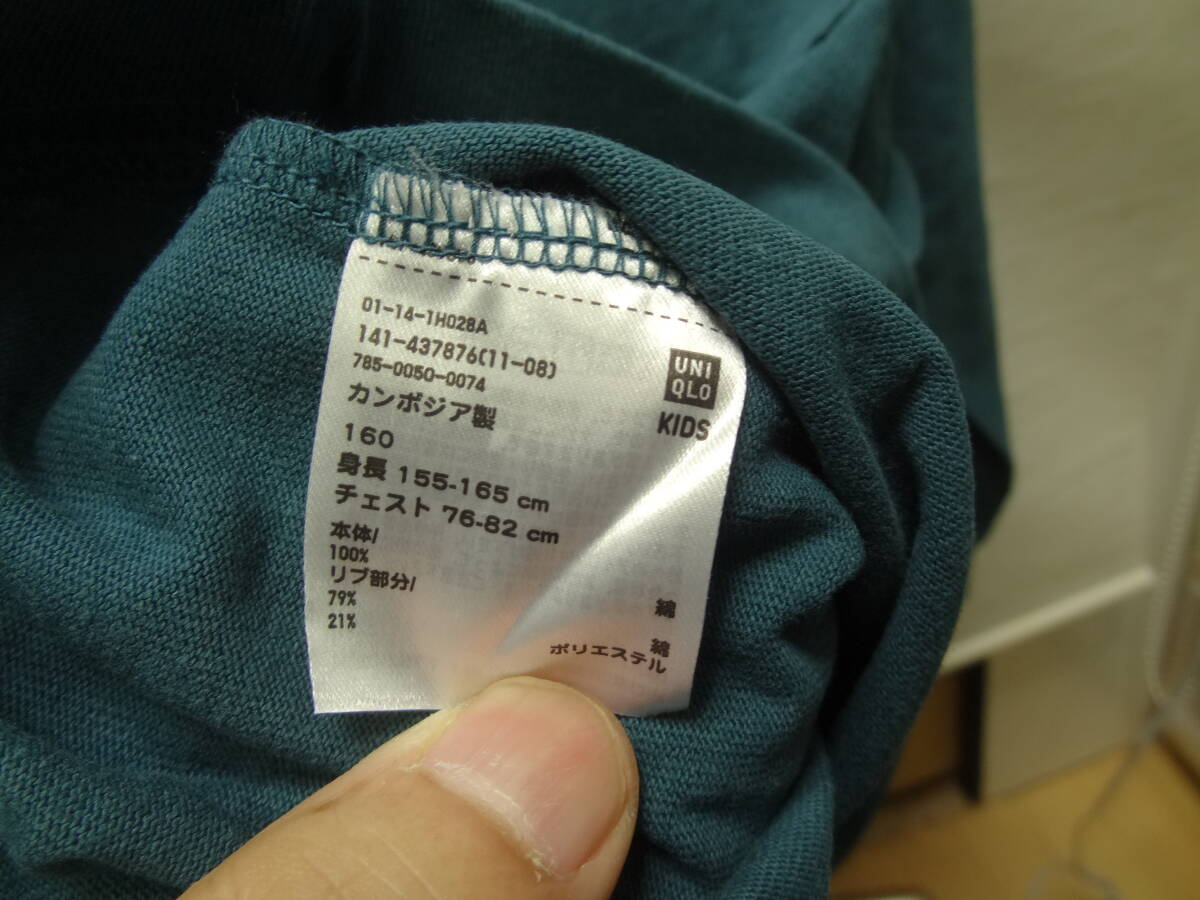 01-14-1H028A
141-437876(11-08)
785-0050-0074
カンボジア製
UNI
QLO
KIDS
160
身長 155-165 cm
チェスト 76-82 cm
本体/
100% 綿
リブ部分/
79% 綿
21% ポリエステル